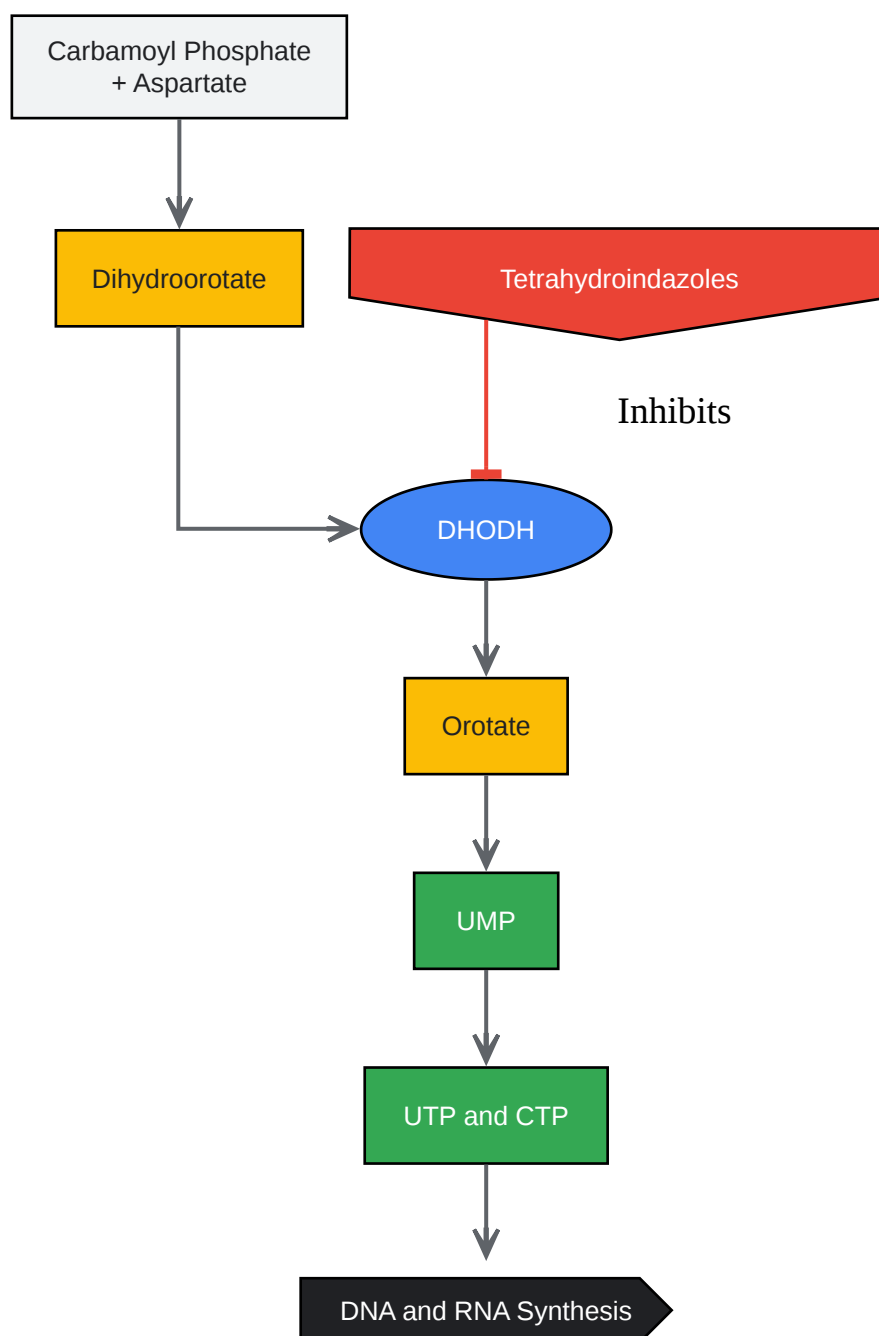 Carbamoyl Phosphate
+ Aspartate
Dihydroorotate
Tetrahydroindazoles
Inhibits
DHODH
Orotate
UMP
UTP and CTP
DNA and RNA Synthesis